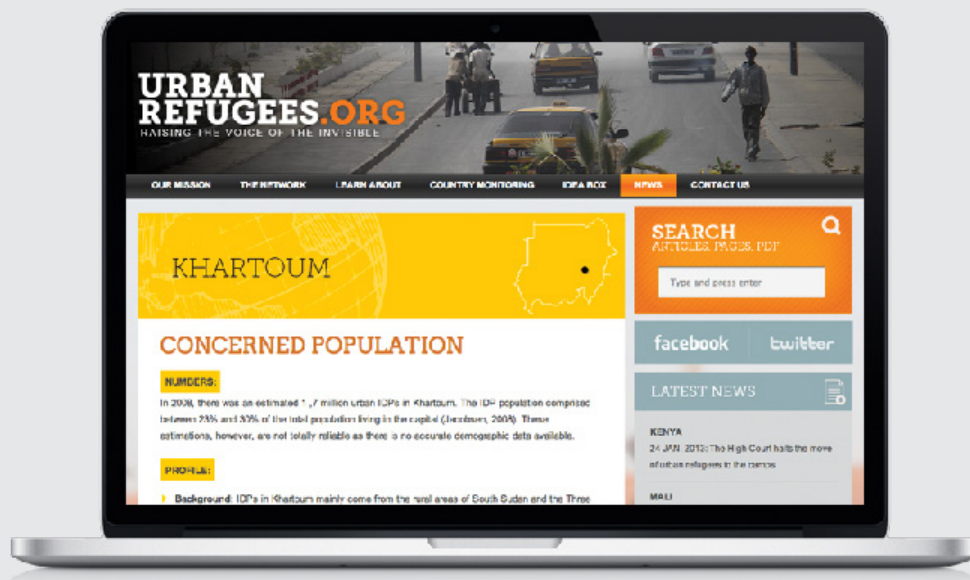 URBAN
REFUGEES.ORG
RAISING THE VOICE OF THE INVISIBLE
OUR MISSION THE NETWORK LEARN ABOUT COUNTRY MONITORING IDEA BOX NEWS CONTACT US
KHARTOUM
CONCERNED POPULATION
NUMBERS:
In 2008, there was an estimated 1,7 million urban IDPs in Khartoum. The IDP population comprised
between 23% and 30% of the total population living in the capital (Jacobsen, 2008). These
estimations, however, are not totally reliable as there is no accurate demographic data available.
PROFILE:
Background: IDPs in Khartoum mainly come from the rural areas of South Sudan and the Three
SEARCH
ARTICLES, PAGES, PDF
Type and press enter
facebook twitter
LATEST NEWS
KENYA
24 JAN. 2013: The High Court halts the move
of urban refugees to the camps
MALI